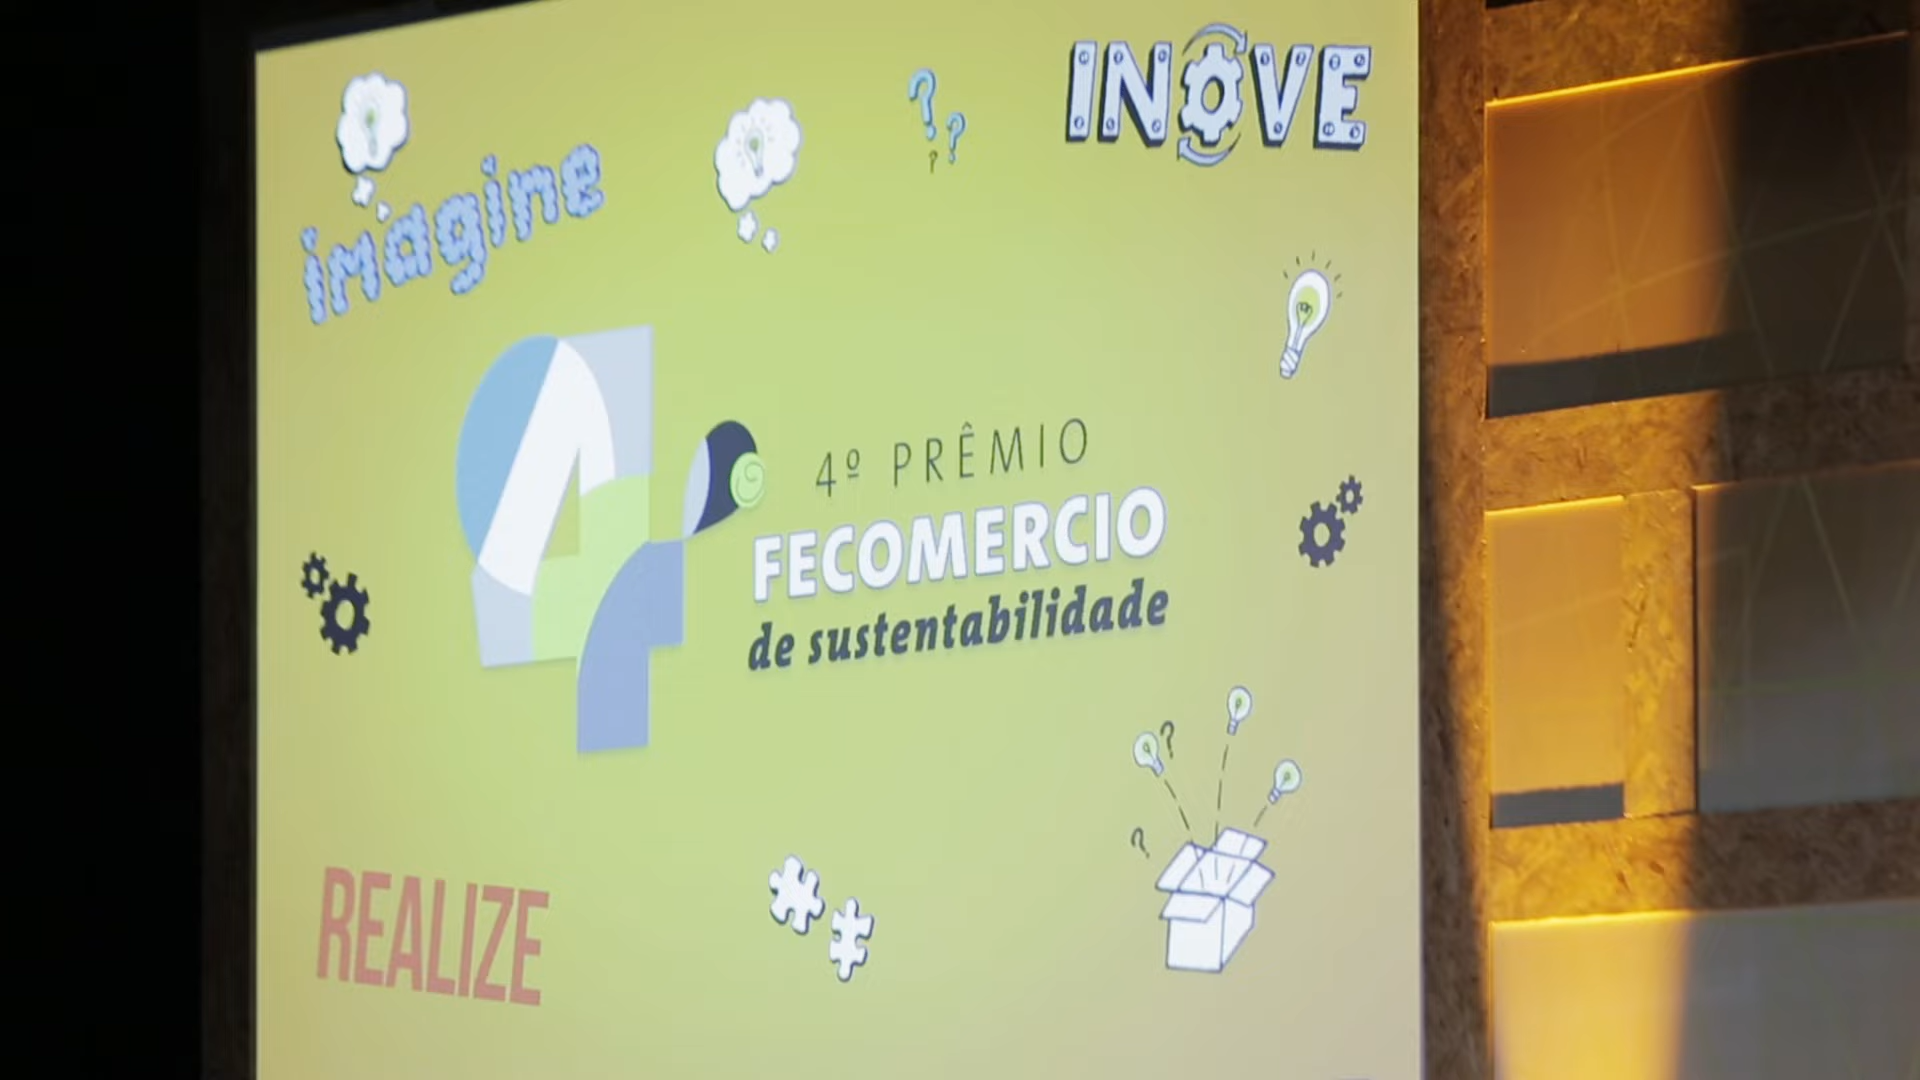 imagine
INOVE
4º PRÊMIO
FECOMERCIO
de sustentabilidade
REALIZE